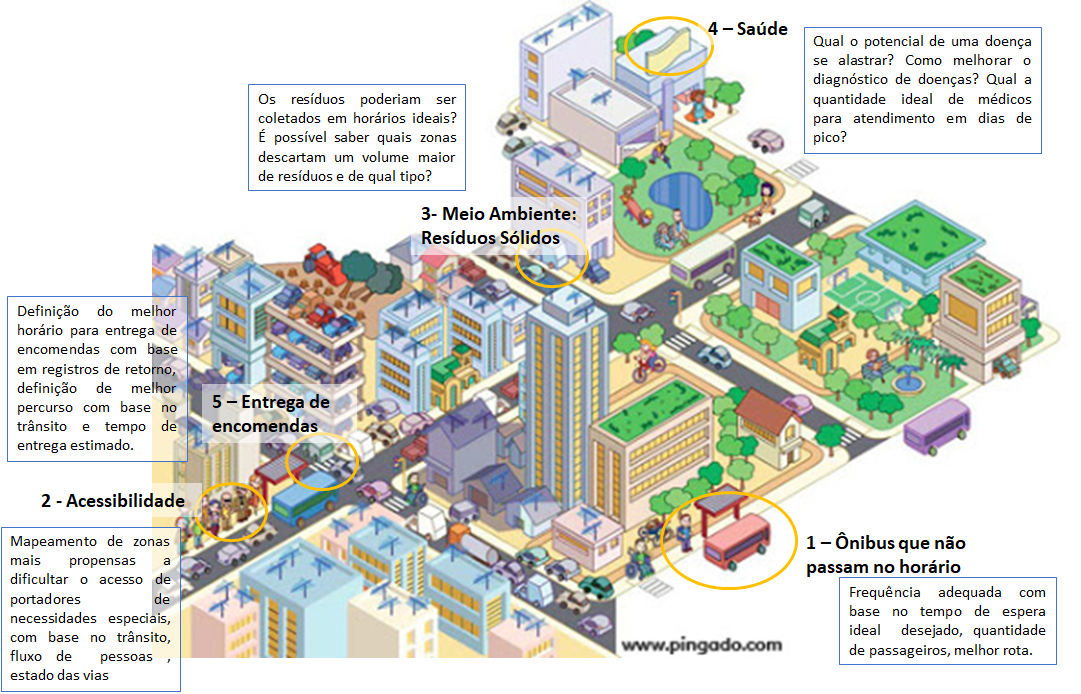 4 – Saúde
Qual o potencial de uma doença
se alastrar? Como melhorar o
diagnóstico de doenças? Qual a
quantidade ideal de médicos
para atendimento em dias de
pico?
Os resíduos poderiam ser
coletados em horários ideais?
É possível saber quais zonas
descartam um volume maior
de resíduos e de qual tipo?
3- Meio Ambiente:
Resíduos Sólidos
Definição do melhor
horário para entrega de
encomendas com base
em registros de retorno,
definição de melhor
percurso com base no
trânsito e tempo de
entrega estimado.
5 – Entrega de
encomendas
2 - Acessibilidade
Mapeamento de zonas
mais propensas a
dificultar o acesso de
portadores de
necessidades especiais,
com base no trânsito,
fluxo de pessoas ,
estado das vias
1 – Ônibus que não
passam no horário
Frequência adequada com
base no tempo de espera
ideal desejado, quantidade
de passageiros, melhor rota.
www.pingado.com